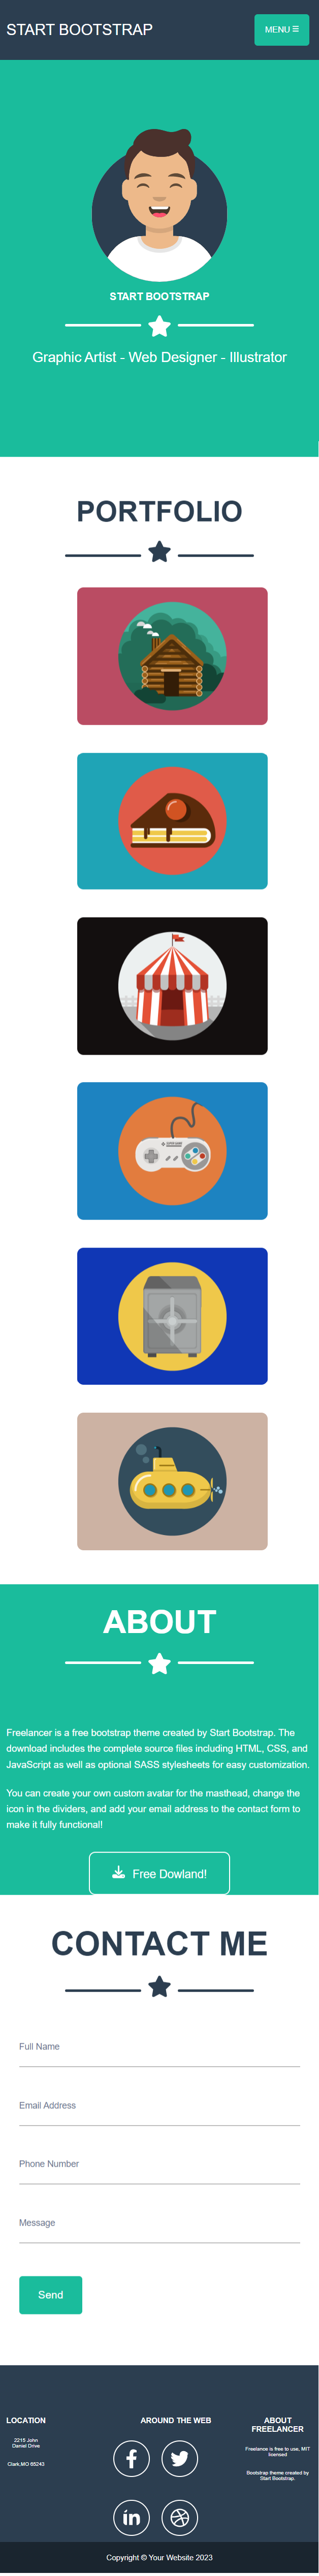 START BOOTSTRAP
MENU ☰
START BOOTSTRAP
Graphic Artist - Web Designer - Illustrator
PORTFOLIO
ABOUT
Freelancer is a free bootstrap theme created by Start Bootstrap. The
download includes the complete source files including HTML, CSS, and
JavaScript as well as optional SASS stylesheets for easy customization.
You can create your own custom avatar for the masthead, change the
icon in the dividers, and add your email address to the contact form to
make it fully functional!
Free Dowland!
CONTACT ME
Full Name
Email Address
Phone Number
Message
Send
LOCATION
2215 John
Daniel Drive
Clark,MO 65243
AROUND THE WEB
ABOUT
FREELANCER
Freelance is free to use, MIT
licensed
Bootstrap theme created by
Start Bootstrap.
Copyright © Your Website 2023